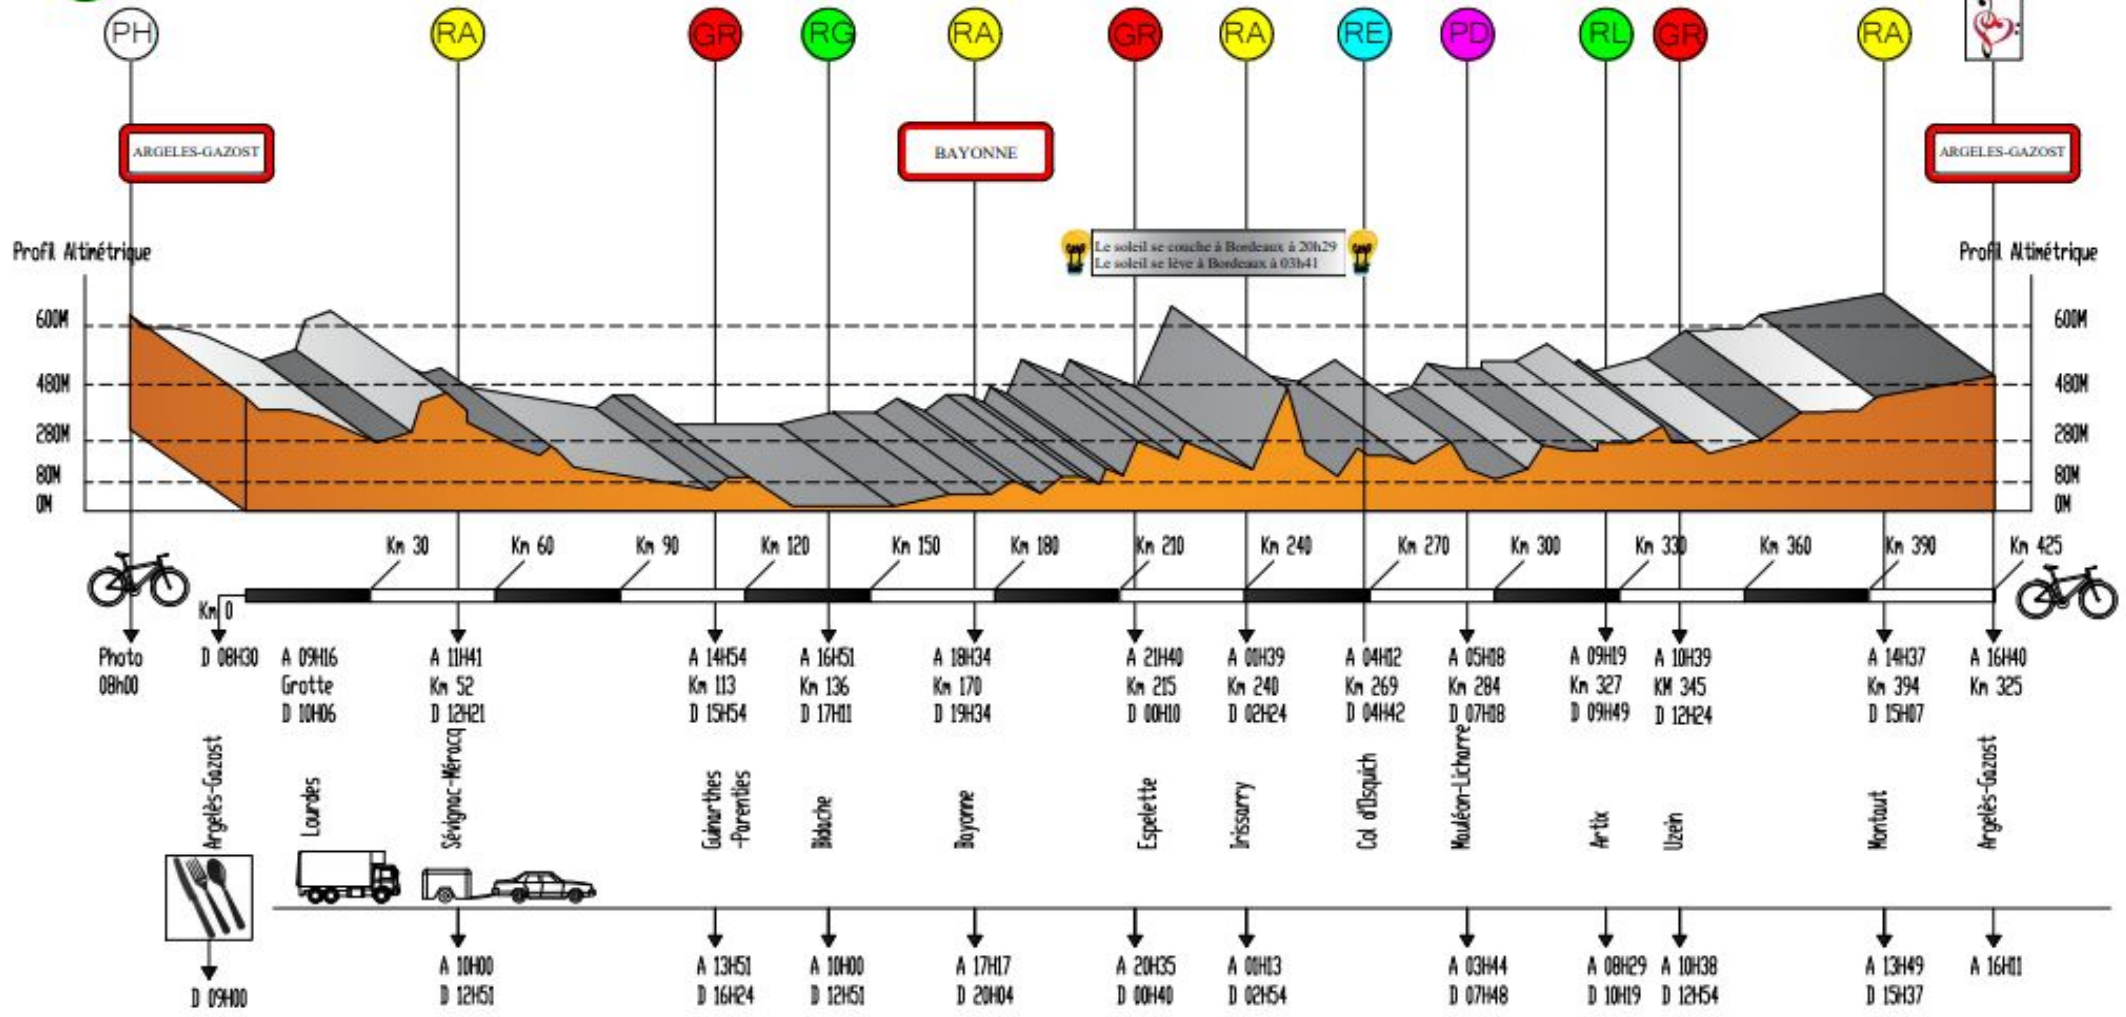 PH RA GR RG RA GR RA RE PD RL GR RA
ARGELES-GAZOST BAYONNE ARGELES-GAZOST
Le soleil se couche à Bordeaux à 20h29
Le soleil se lève à Bordeaux à 03h41
Profil Altimétrique Profil Altimétrique
600M 600M
480M 480M
280M 280M
80M 80M
0M 0M
Km 30 Km 60 Km 90 Km 120 Km 150 Km 180 Km 210 Km 240 Km 270 Km 300 Km 330 Km 360 Km 390 Km 425
Km 0
Photo D 08H30 A 09H16 A 11H41 A 14H54 A 16H51 A 18H34 A 21H40 A 00H39 A 04H12 A 05H18 A 09H19 A 10H39 A 14H37 A 16H40
08h00 Grotte Km 52 Km 113 Km 136 Km 170 Km 215 Km 240 Km 269 Km 284 Km 327 KM 345 Km 394 Km 325
D 10H06 D 12H21 D 15H54 D 17H11 D 19H34 D 00H10 D 02H24 D 04H42 D 07H18 D 09H49 D 12H24 D 15H07
Argelès-Gazost
Lourdes
Sévignac-Méracq
Guinarthes
-Parenties
Bidache
Bayonne
Espelette
Irissarry
Col d'Osquich
Mauléon-Licharre
Artix
Uzein
Montaut
Argelès-Gazost
A 10H00 A 13H51 A 10H00 A 17H17 A 20H35 A 00H13 A 03H44 A 08H29 A 10H38 A 13H49 A 16H11
D 09H00 D 12H51 D 16H24 D 12H51 D 20H04 D 00H40 D 02H54 D 07H48 D 10H19 D 12H54 D 15H37